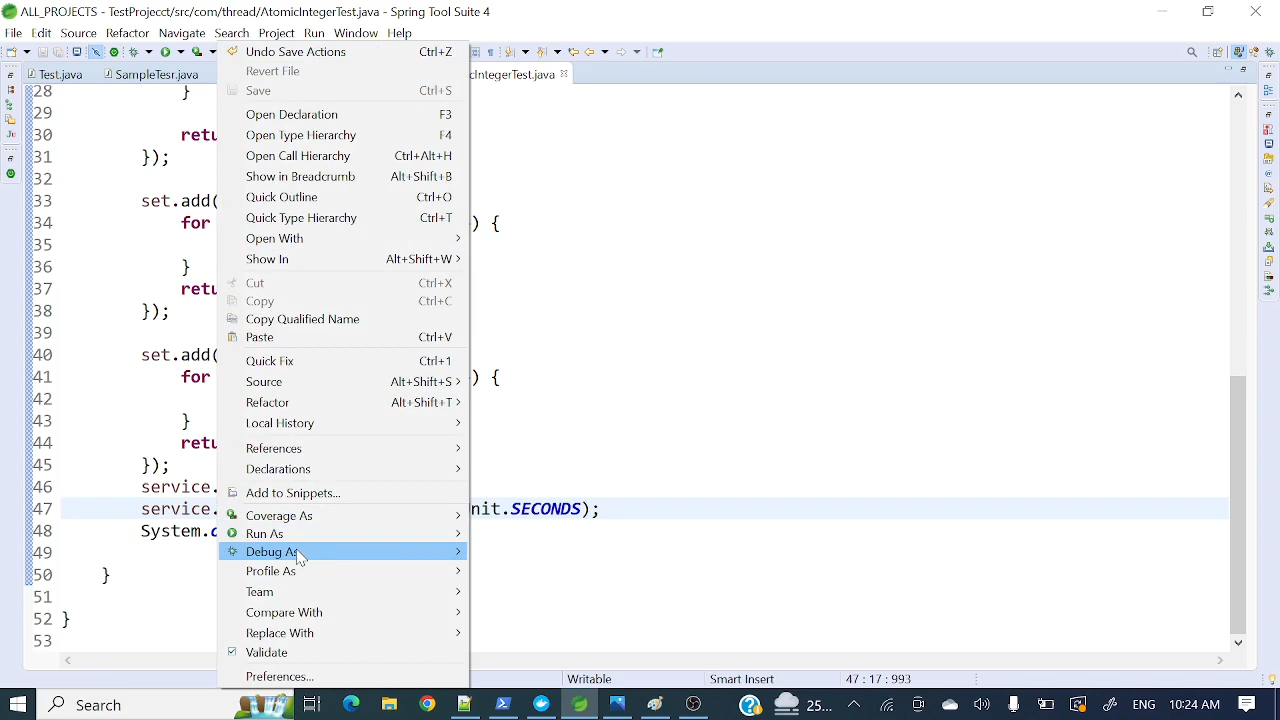 ALL_PROJECTS - TestProject/src/com/thread/AtomicIntegerTest.java - Spring Tool Suite 4
File Edit Source Refactor Navigate Search Project Run Window Help
Test.java SampleTesr.java cIntegerTest.java
Undo Save Actions Ctrl+Z
Revert File
Save Ctrl+S
Open Declaration F3
Open Type Hierarchy F4
Open Call Hierarchy Ctrl+Alt+H
Show in Breadcrumb Alt+Shift+B
Quick Outline Ctrl+O
Quick Type Hierarchy Ctrl+T
Open With
Show In Alt+Shift+W
Cut Ctrl+X
Copy Ctrl+C
Copy Qualified Name
Paste Ctrl+V
Quick Fix Ctrl+1
Source Alt+Shift+S
Refactor Alt+Shift+T
Local History
References
Declarations
Add to Snippets...
Coverage As
Run As
Debug As
Profile As
Team
Compare With
Replace With
Validate
Preferences...
28 }
29
30 retu
31 });
32
33 set.add(
34 for ) {
35
36 }
37 retu
38 });
39
40 set.add(
41 for ) {
42
43 }
44 retu
45 });
46 service.
47 service. nit.SECONDS);
48 System.o
49
50 }
51
52 }
53
Writable Smart Insert 47 : 17 : 993
Search 25... ENG 10:24 AM